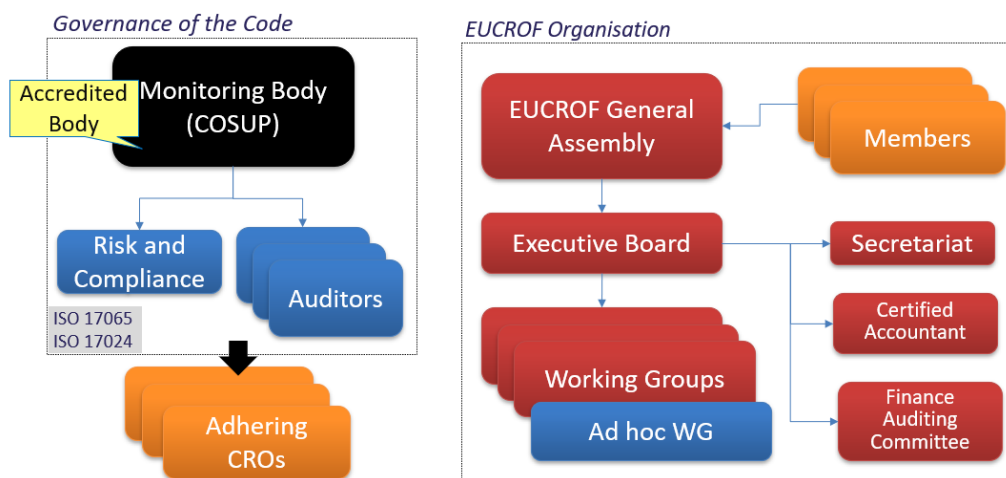 Governance of the Code
Accredited
Body
Monitoring Body
(COSUP)
Risk and
Compliance
Auditors
ISO 17065
ISO 17024
Adhering
CROs
EUCROF Organisation
EUCROF General
Assembly
Members
Executive Board
Secretariat
Certified
Accountant
Working Groups
Ad hoc WG
Finance
Auditing
Committee